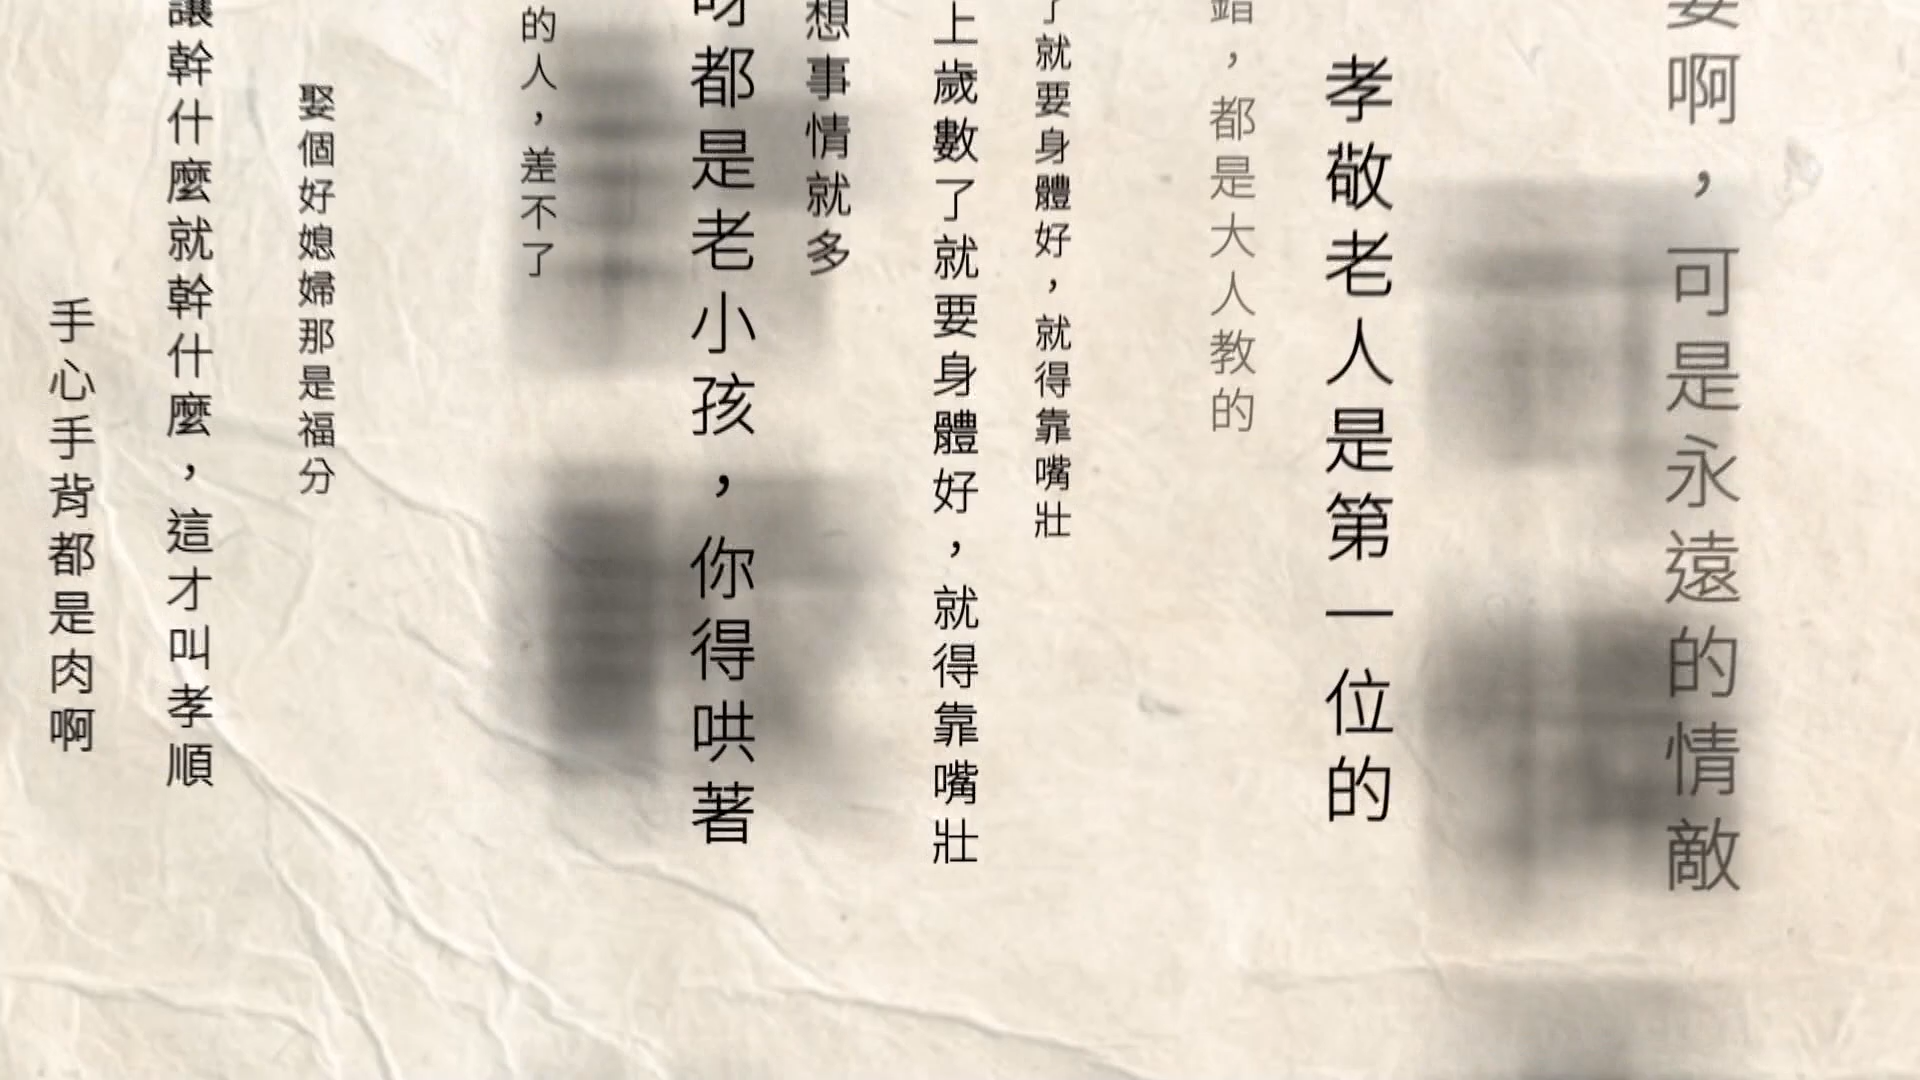 要啊，可是永遠的情敵
孝敬老人是第一位的
錯，都是大人教的
了就要身體好，就得靠嘴壯
上歲數了就要身體好，就得靠嘴壯
想事情就多
呀都是老小孩，你得哄著
的人，差不了
娶個好媳婦那是福分
讓幹什麼就幹什麼，這才叫孝順
手心手背都是肉啊